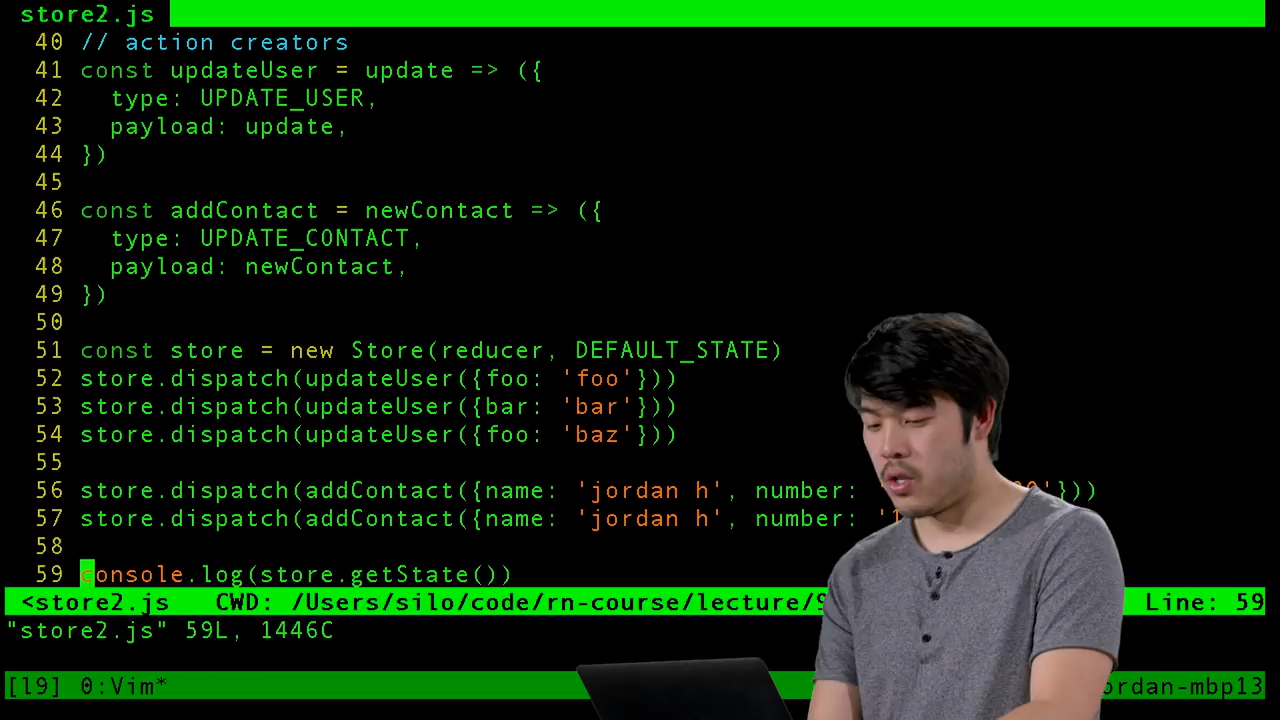 store2.js
40 // action creators
41 const updateUser = update => ({
42   type: UPDATE_USER,
43   payload: update,
44 })
45
46 const addContact = newContact => ({
47   type: UPDATE_CONTACT,
48   payload: newContact,
49 })
50
51 const store = new Store(reducer, DEFAULT_STATE)
52 store.dispatch(updateUser({foo: 'foo'}))
53 store.dispatch(updateUser({bar: 'bar'}))
54 store.dispatch(updateUser({foo: 'baz'}))
55
56 store.dispatch(addContact({name: 'jordan h', number: '}))
57 store.dispatch(addContact({name: 'jordan h', number: '
58
59 console.log(store.getState())
<store2.js   CWD: /Users/silo/code/rn-course/lecture/ Line: 59
"store2.js" 59L, 1446C
[l9] 0:Vim* ordan-mbp13